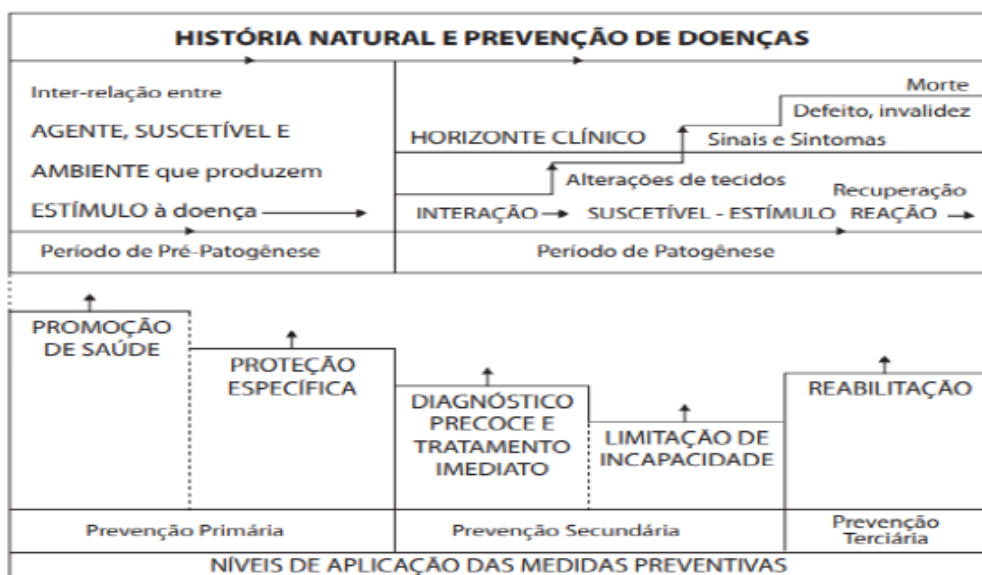 HISTÓRIA NATURAL E PREVENÇÃO DE DOENÇAS
Inter-relação entre
AGENTE, SUSCETÍVEL E
AMBIENTE que produzem
ESTÍMULO à doença
Morte
Defeito, invalidez
HORIZONTE CLÍNICO
Sinais e Sintomas
Alterações de tecidos
Recuperação
INTERAÇÃO SUSCETÍVEL - ESTÍMULO REAÇÃO
Período de Pré-Patogênese
Período de Patogênese
PROMOÇÃO
DE SAÚDE
PROTEÇÃO
ESPECÍFICA
DIAGNÓSTICO
PRECOCE E
TRATAMENTO
IMEDIATO
LIMITAÇÃO DE
INCAPACIDADE
REABILITAÇÃO
Prevenção Primária
Prevenção Secundária
Prevenção
Terciária
NÍVEIS DE APLICAÇÃO DAS MEDIDAS PREVENTIVAS